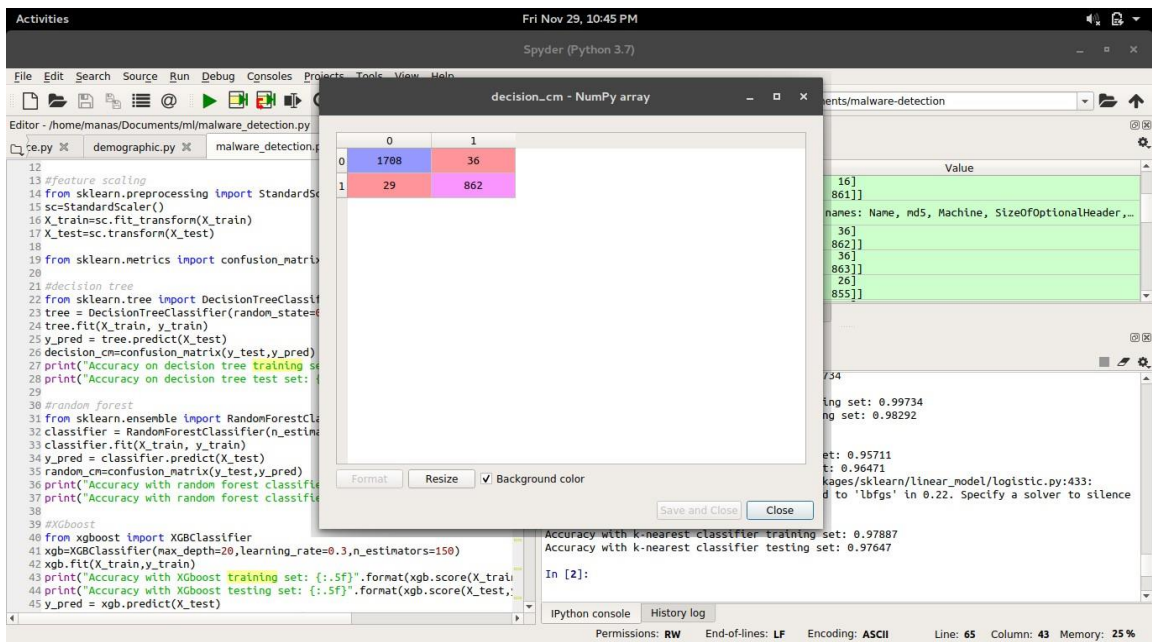 Activities
Fri Nov 29, 10:45 PM
Spyder (Python 3.7)
File Edit Search Source Run Debug Consoles Projects Tools View Help
ents/malware-detection
Editor - /home/manas/Documents/ml/malware_detection.py
ce.py demographic.py malware_detection.p
12
13 #feature scaling
14 from sklearn.preprocessing import StandardSc
15 sc=StandardScaler()
16 X_train=sc.fit_transform(X_train)
17 X_test=sc.transform(X_test)
18
19 from sklearn.metrics import confusion_matrix
20
21 #decision tree
22 from sklearn.tree import DecisionTreeClassif
23 tree = DecisionTreeClassifier(random_state=0
24 tree.fit(X_train, y_train)
25 y_pred = tree.predict(X_test)
26 decision_cm=confusion_matrix(y_test,y_pred)
27 print("Accuracy on decision tree training se
28 print("Accuracy on decision tree test set: {
29
30 #random forest
31 from sklearn.ensemble import RandomForestCla
32 classifier = RandomForestClassifier(n_estima
33 classifier.fit(X_train, y_train)
34 y_pred = classifier.predict(X_test)
35 random_cm=confusion_matrix(y_test,y_pred)
36 print("Accuracy with random forest classifie
37 print("Accuracy with random forest classifie
38
39 #XGboost
40 from xgboost import XGBClassifier
41 xgb=XGBClassifier(max_depth=20,learning_rate=0.3,n_estimators=150)
42 xgb.fit(X_train,y_train)
43 print("Accuracy with XGboost training set: {:.5f}".format(xgb.score(X_trai
44 print("Accuracy with XGboost testing set: {:.5f}".format(xgb.score(X_test,
45 y_pred = xgb.predict(X_test)
decision_cm - NumPy array
0 1
0 1708 36
1 29 862
Format Resize Background color
Save and Close Close
Value
16]
861]]
names: Name, md5, Machine, SizeOfOptionalHeader,…
36]
862]]
36]
863]]
26]
855]]
734
ing set: 0.99734
ng set: 0.98292
et: 0.95711
t: 0.96471
kages/sklearn/linear_model/logistic.py:433:
d to 'lbfgs' in 0.22. Specify a solver to silence
Accuracy with k-nearest classifier training set: 0.97887
Accuracy with k-nearest classifier testing set: 0.97647
In [2]:
IPython console History log
Permissions: RW End-of-lines: LF Encoding: ASCII Line: 65 Column: 43 Memory: 25 %